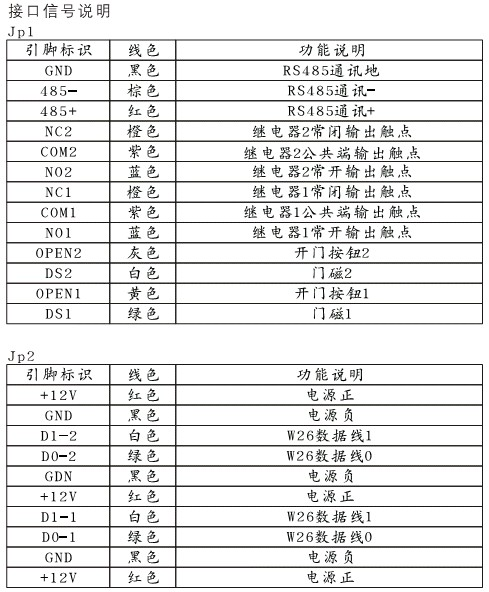 接口信号说明
Jp1
引脚标识 线色 功能说明
GND 黑色 RS485通讯地
485- 棕色 RS485通讯-
485+ 红色 RS485通讯+
NC2 橙色 继电器2常闭输出触点
COM2 紫色 继电器2公共端输出触点
NO2 蓝色 继电器2常开输出触点
NC1 橙色 继电器1常闭输出触点
COM1 紫色 继电器1公共端输出触点
NO1 蓝色 继电器1常开输出触点
OPEN2 灰色 开门按钮2
DS2 白色 门磁2
OPEN1 黄色 开门按钮1
DS1 绿色 门磁1
Jp2
引脚标识 线色 功能说明
+12V 红色 电源正
GND 黑色 电源负
D1-2 白色 W26数据线1
D0-2 绿色 W26数据线0
GDN 黑色 电源负
+12V 红色 电源正
D1-1 白色 W26数据线1
D0-1 绿色 W26数据线0
GND 黑色 电源负
+12V 红色 电源正